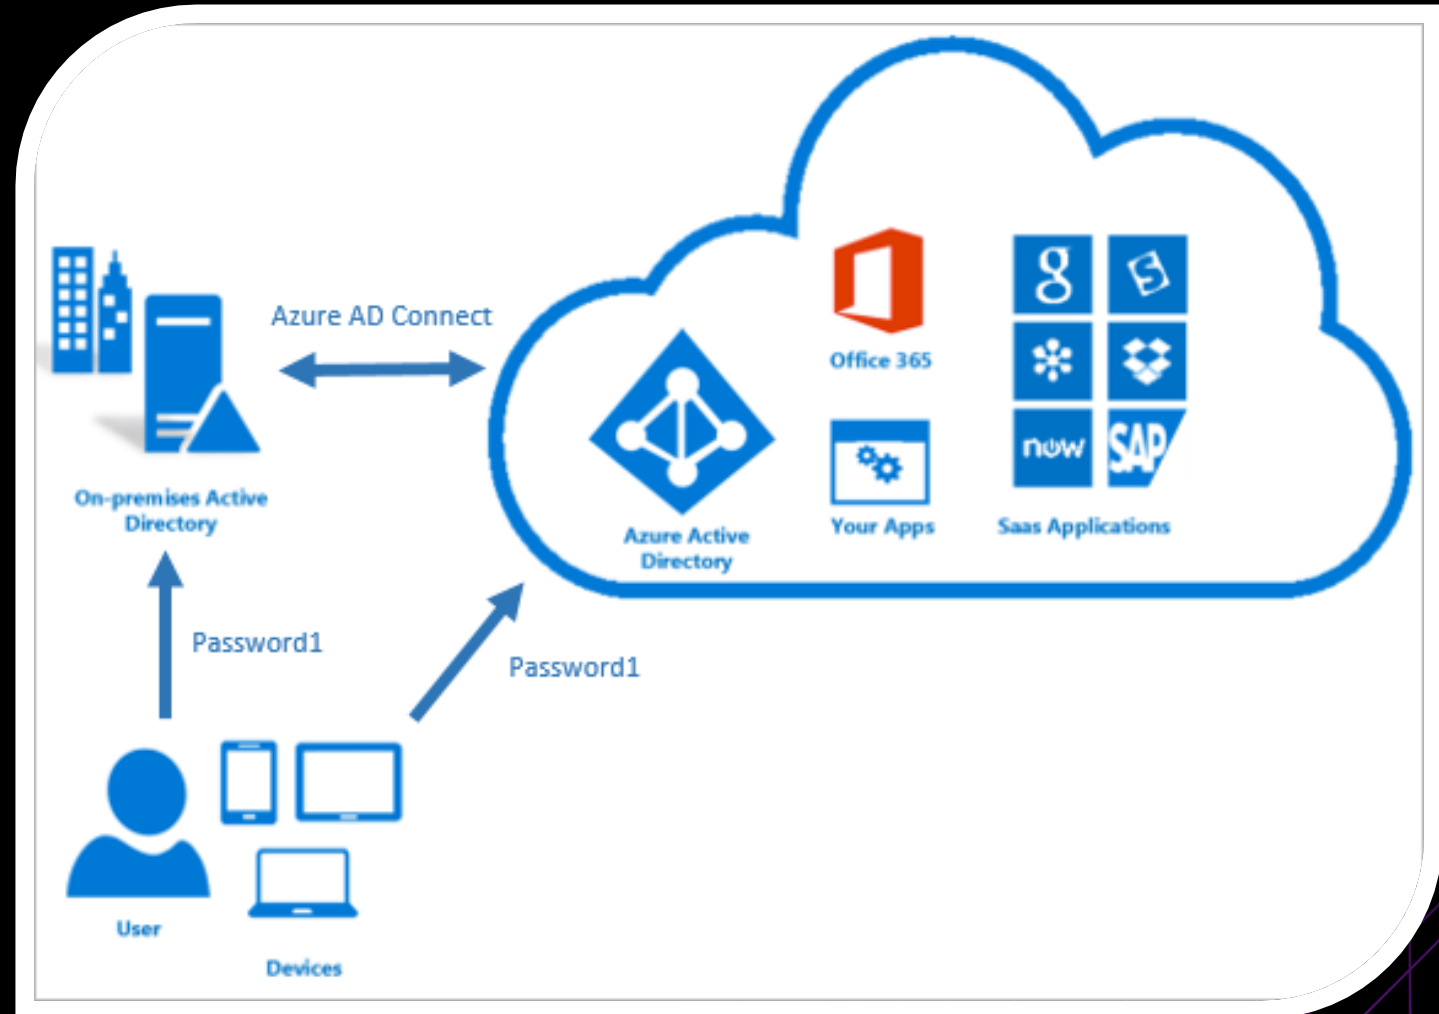 Azure AD Connect
Office 365
g
S
now
SAP
On-premises Active
Directory
Azure Active
Directory
Your Apps
Saas Applications
Password1
Password1
User
Devices